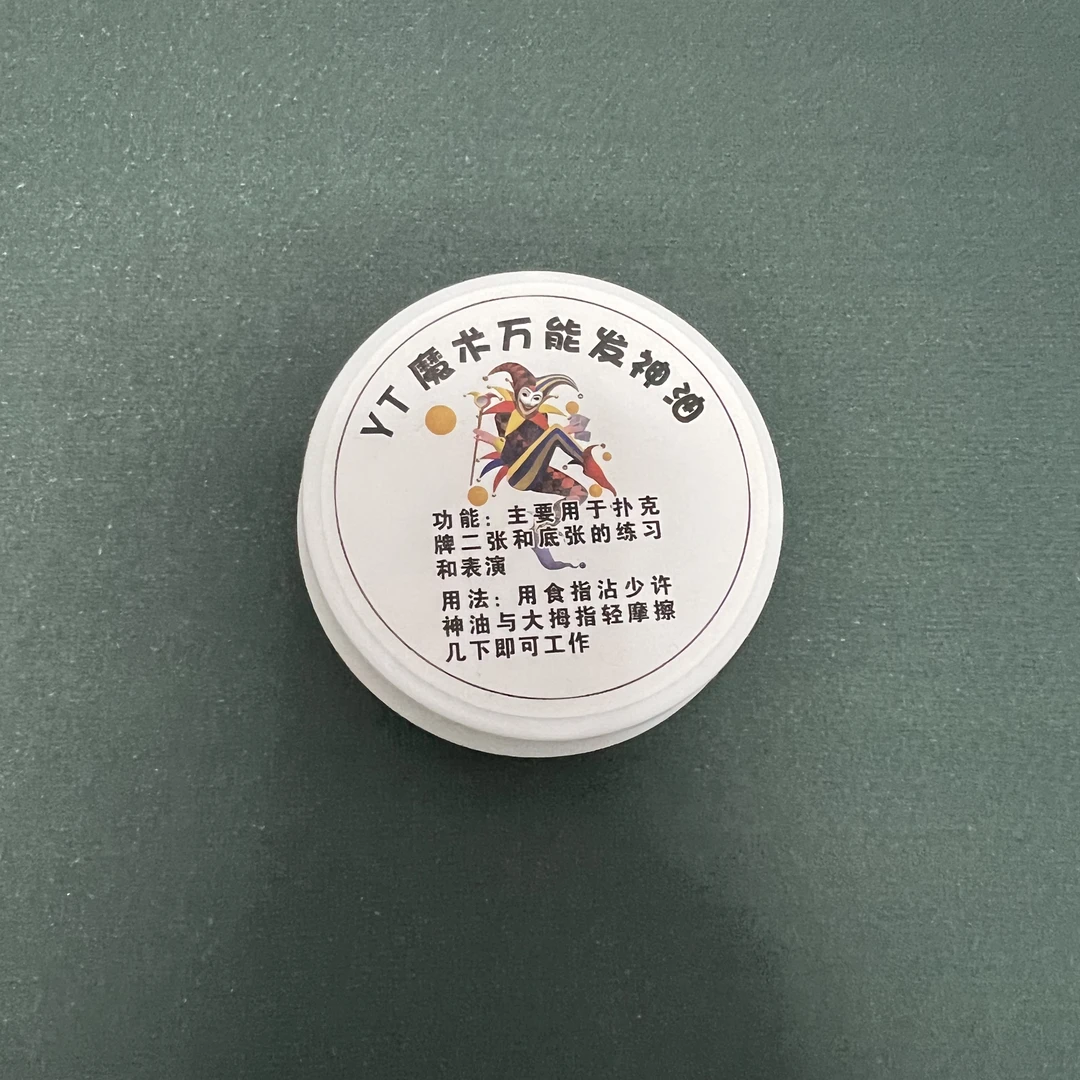 YT魔术万能发神油
功能：主要用于扑克
牌二张和底张的练习
和表演
用法：用食指沾少许
神油与大拇指轻摩擦
几下即可工作